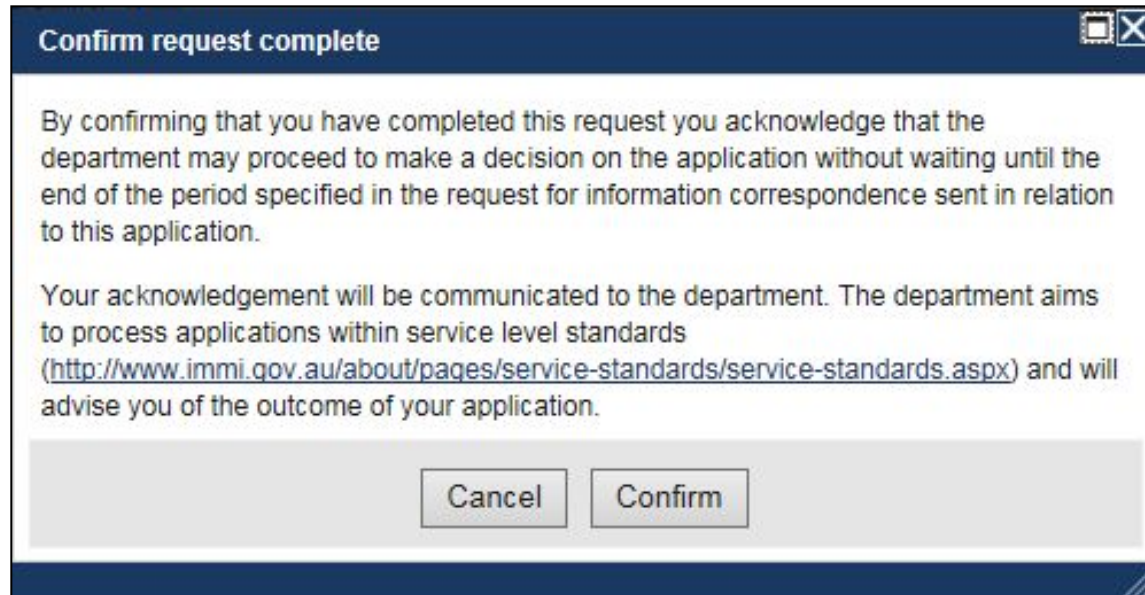 Confirm request complete
By confirming that you have completed this request you acknowledge that the
department may proceed to make a decision on the application without waiting until the
end of the period specified in the request for information correspondence sent in relation
to this application.
Your acknowledgement will be communicated to the department. The department aims
to process applications within service level standards
(http://www.immi.gov.au/about/pages/service-standards/service-standards.aspx) and will
advise you of the outcome of your application.
Cancel Confirm